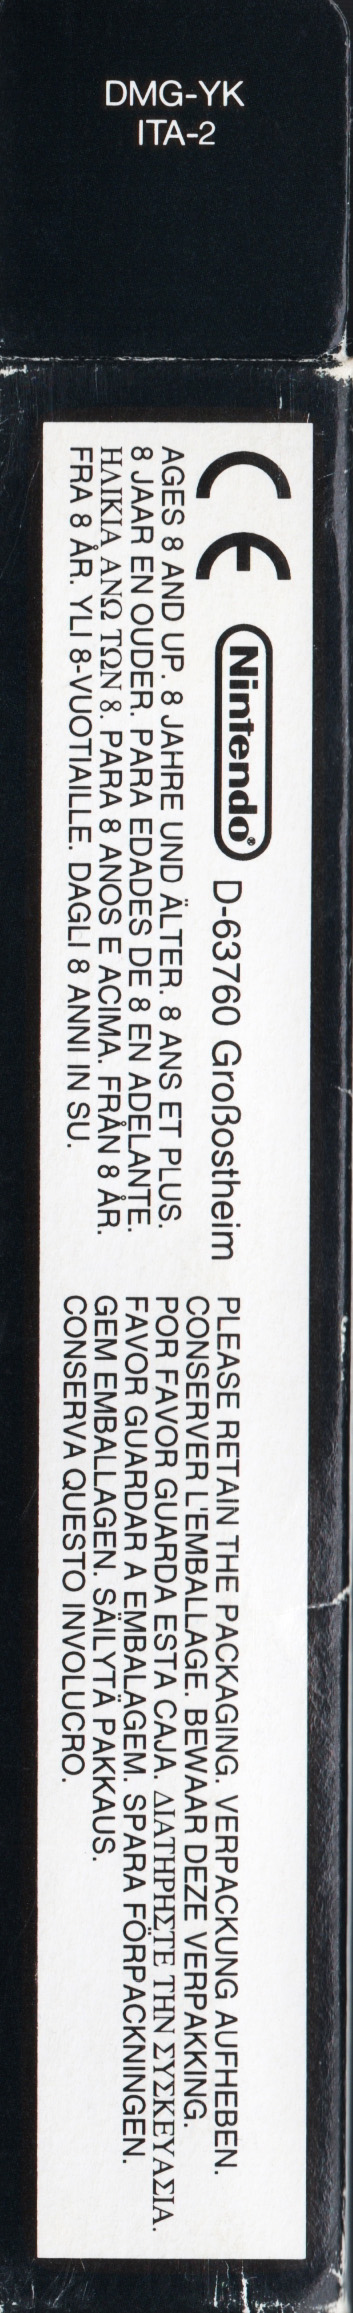 DMG-YK
ITA-2
CE Nintendo® D-63760 Großostheim
AGES 8 AND UP. 8 JAHRE UND ÄLTER. 8 ANS ET PLUS.
8 JAAR EN OUDER. PARA EDADES DE 8 EN ADELANTE.
ΗΛΙΚΙΑ ΑΝΩ ΤΩΝ 8. PARA 8 ANOS E ACIMA. FRÅN 8 ÅR.
FRA 8 ÅR. YLI 8-VUOTIAILLE. DAGLI 8 ANNI IN SU.
PLEASE RETAIN THE PACKAGING. VERPACKUNG AUFHEBEN.
CONSERVER L'EMBALLAGE. BEWAAR DEZE VERPAKKING.
POR FAVOR GUARDA ESTA CAJA. ΔΙΑΤΗΡΗΣΤΕ ΤΗΝ ΣΥΣΚΕΥΑΣΙΑ.
FAVOR GUARDAR A EMBALAGEM. SPARA FÖRPACKNINGEN.
GEM EMBALLAGEN. SÄILYTÄ PAKKAUS.
CONSERVA QUESTO INVOLUCRO.